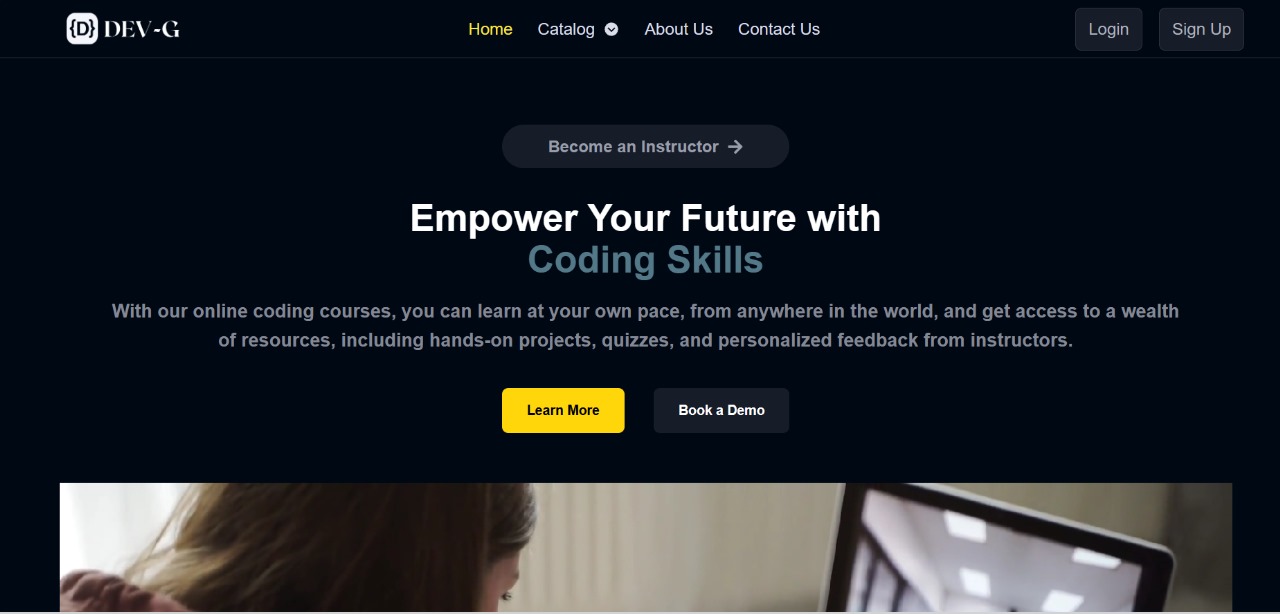 {D} DEV-G
Home Catalog About Us Contact Us
Login Sign Up
Become an Instructor
Empower Your Future with
Coding Skills
With our online coding courses, you can learn at your own pace, from anywhere in the world, and get access to a wealth
of resources, including hands-on projects, quizzes, and personalized feedback from instructors.
Learn More Book a Demo